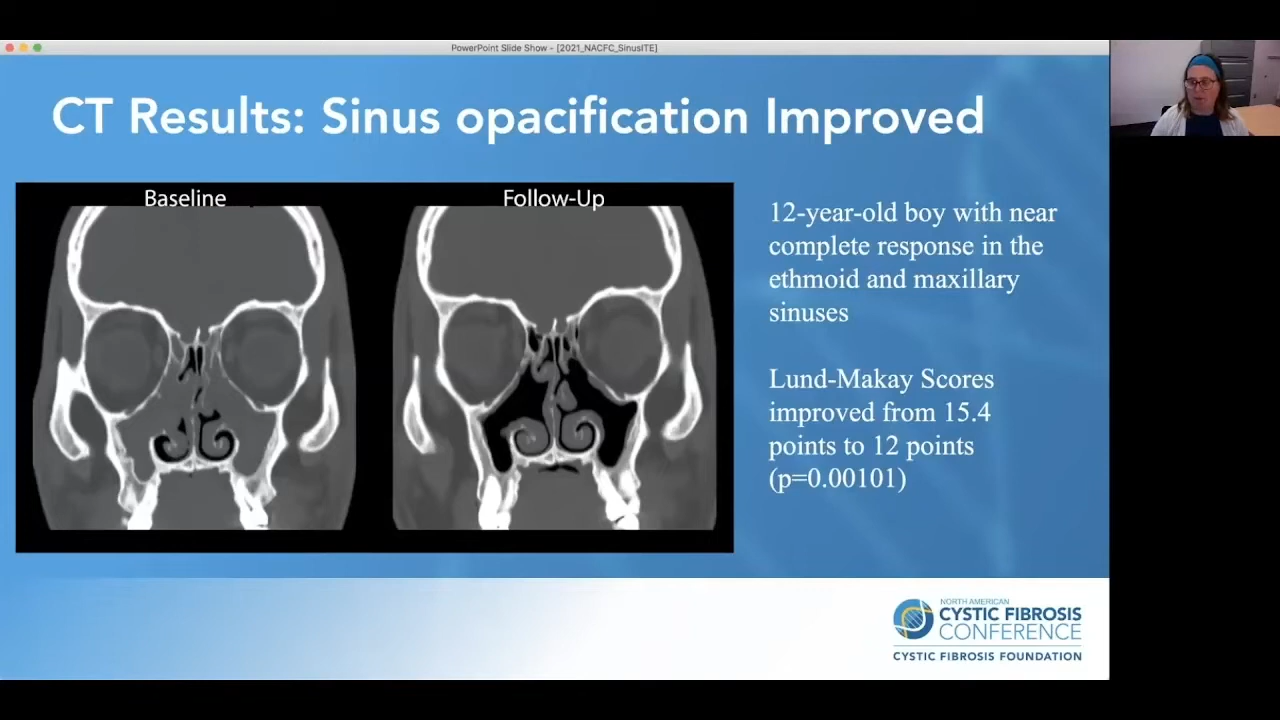 PowerPoint Slide Show - [2021_NACFC_SinusITE]
CT Results: Sinus opacification Improved
Baseline
Follow-Up
12-year-old boy with near
complete response in the
ethmoid and maxillary
sinuses
Lund-Makay Scores
improved from 15.4
points to 12 points
(p=0.00101)
NORTH AMERICAN
CYSTIC FIBROSIS
CONFERENCE
CYSTIC FIBROSIS FOUNDATION